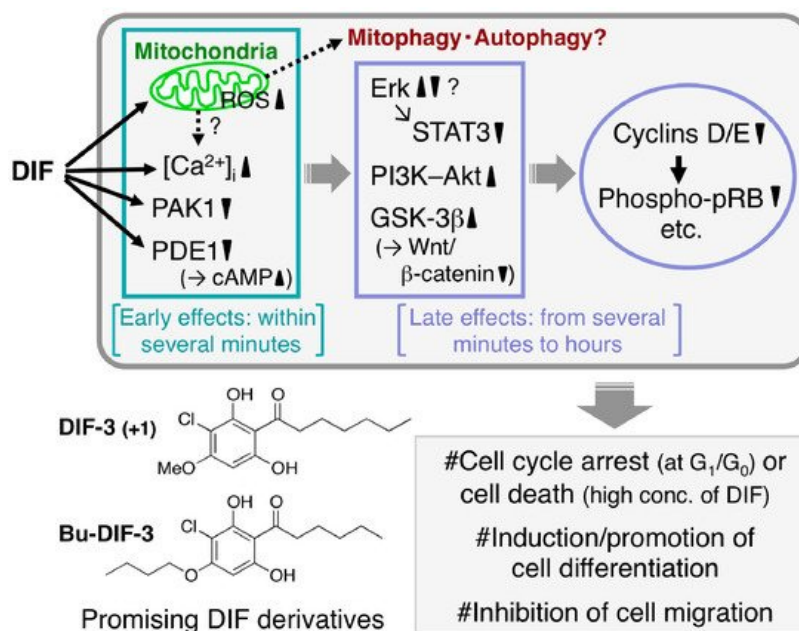 Mitochondria
ROS▲
?
Mitophagy・Autophagy?
DIF
[Ca²⁺]ᵢ▲
PAK1▼
PDE1▼
(→ cAMP▲)
Early effects: within
several minutes
Erk▲▼ ?
STAT3▼
PI3K–Akt▲
GSK-3β▲
(→ Wnt/
β-catenin▼)
Late effects: from several
minutes to hours
Cyclins D/E▼
Phospho-pRB▼
etc.
DIF-3 (+1)
OH
O
Cl
MeO
OH
Bu-DIF-3
OH
O
Cl
O
OH
Promising DIF derivatives
#Cell cycle arrest (at G₁/G₀) or
cell death (high conc. of DIF)
#Induction/promotion of
cell differentiation
#Inhibition of cell migration